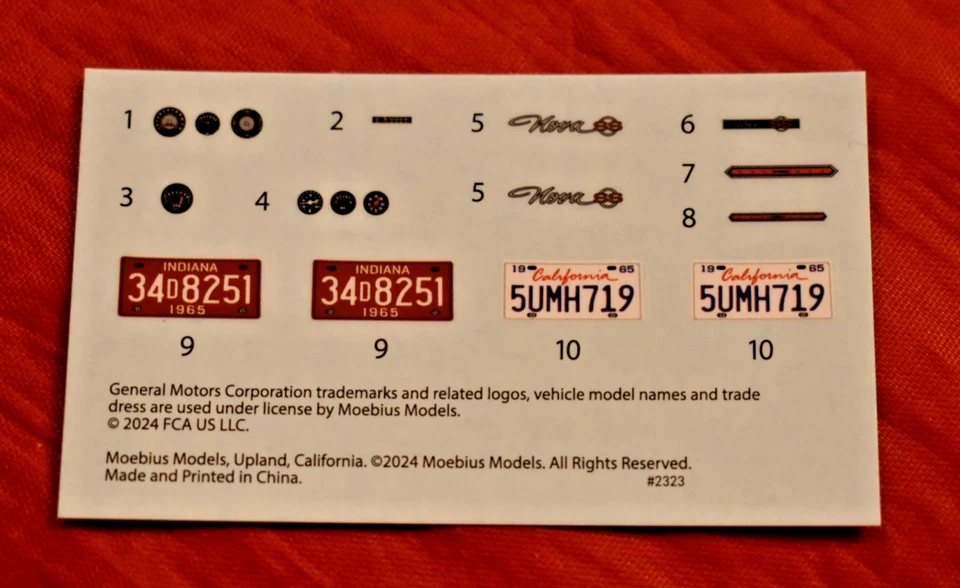 1
2
5 Nova SS
6
7
3
4
5 Nova SS
8
INDIANA
34D8251
1965
INDIANA
34D8251
1965
19 California 65
5UMH719
19 California 65
5UMH719
9
9
10
10
General Motors Corporation trademarks and related logos, vehicle model names and trade
dress are used under license by Moebius Models.
© 2024 FCA US LLC.
Moebius Models, Upland, California. ©2024 Moebius Models. All Rights Reserved.
Made and Printed in China.
#2323